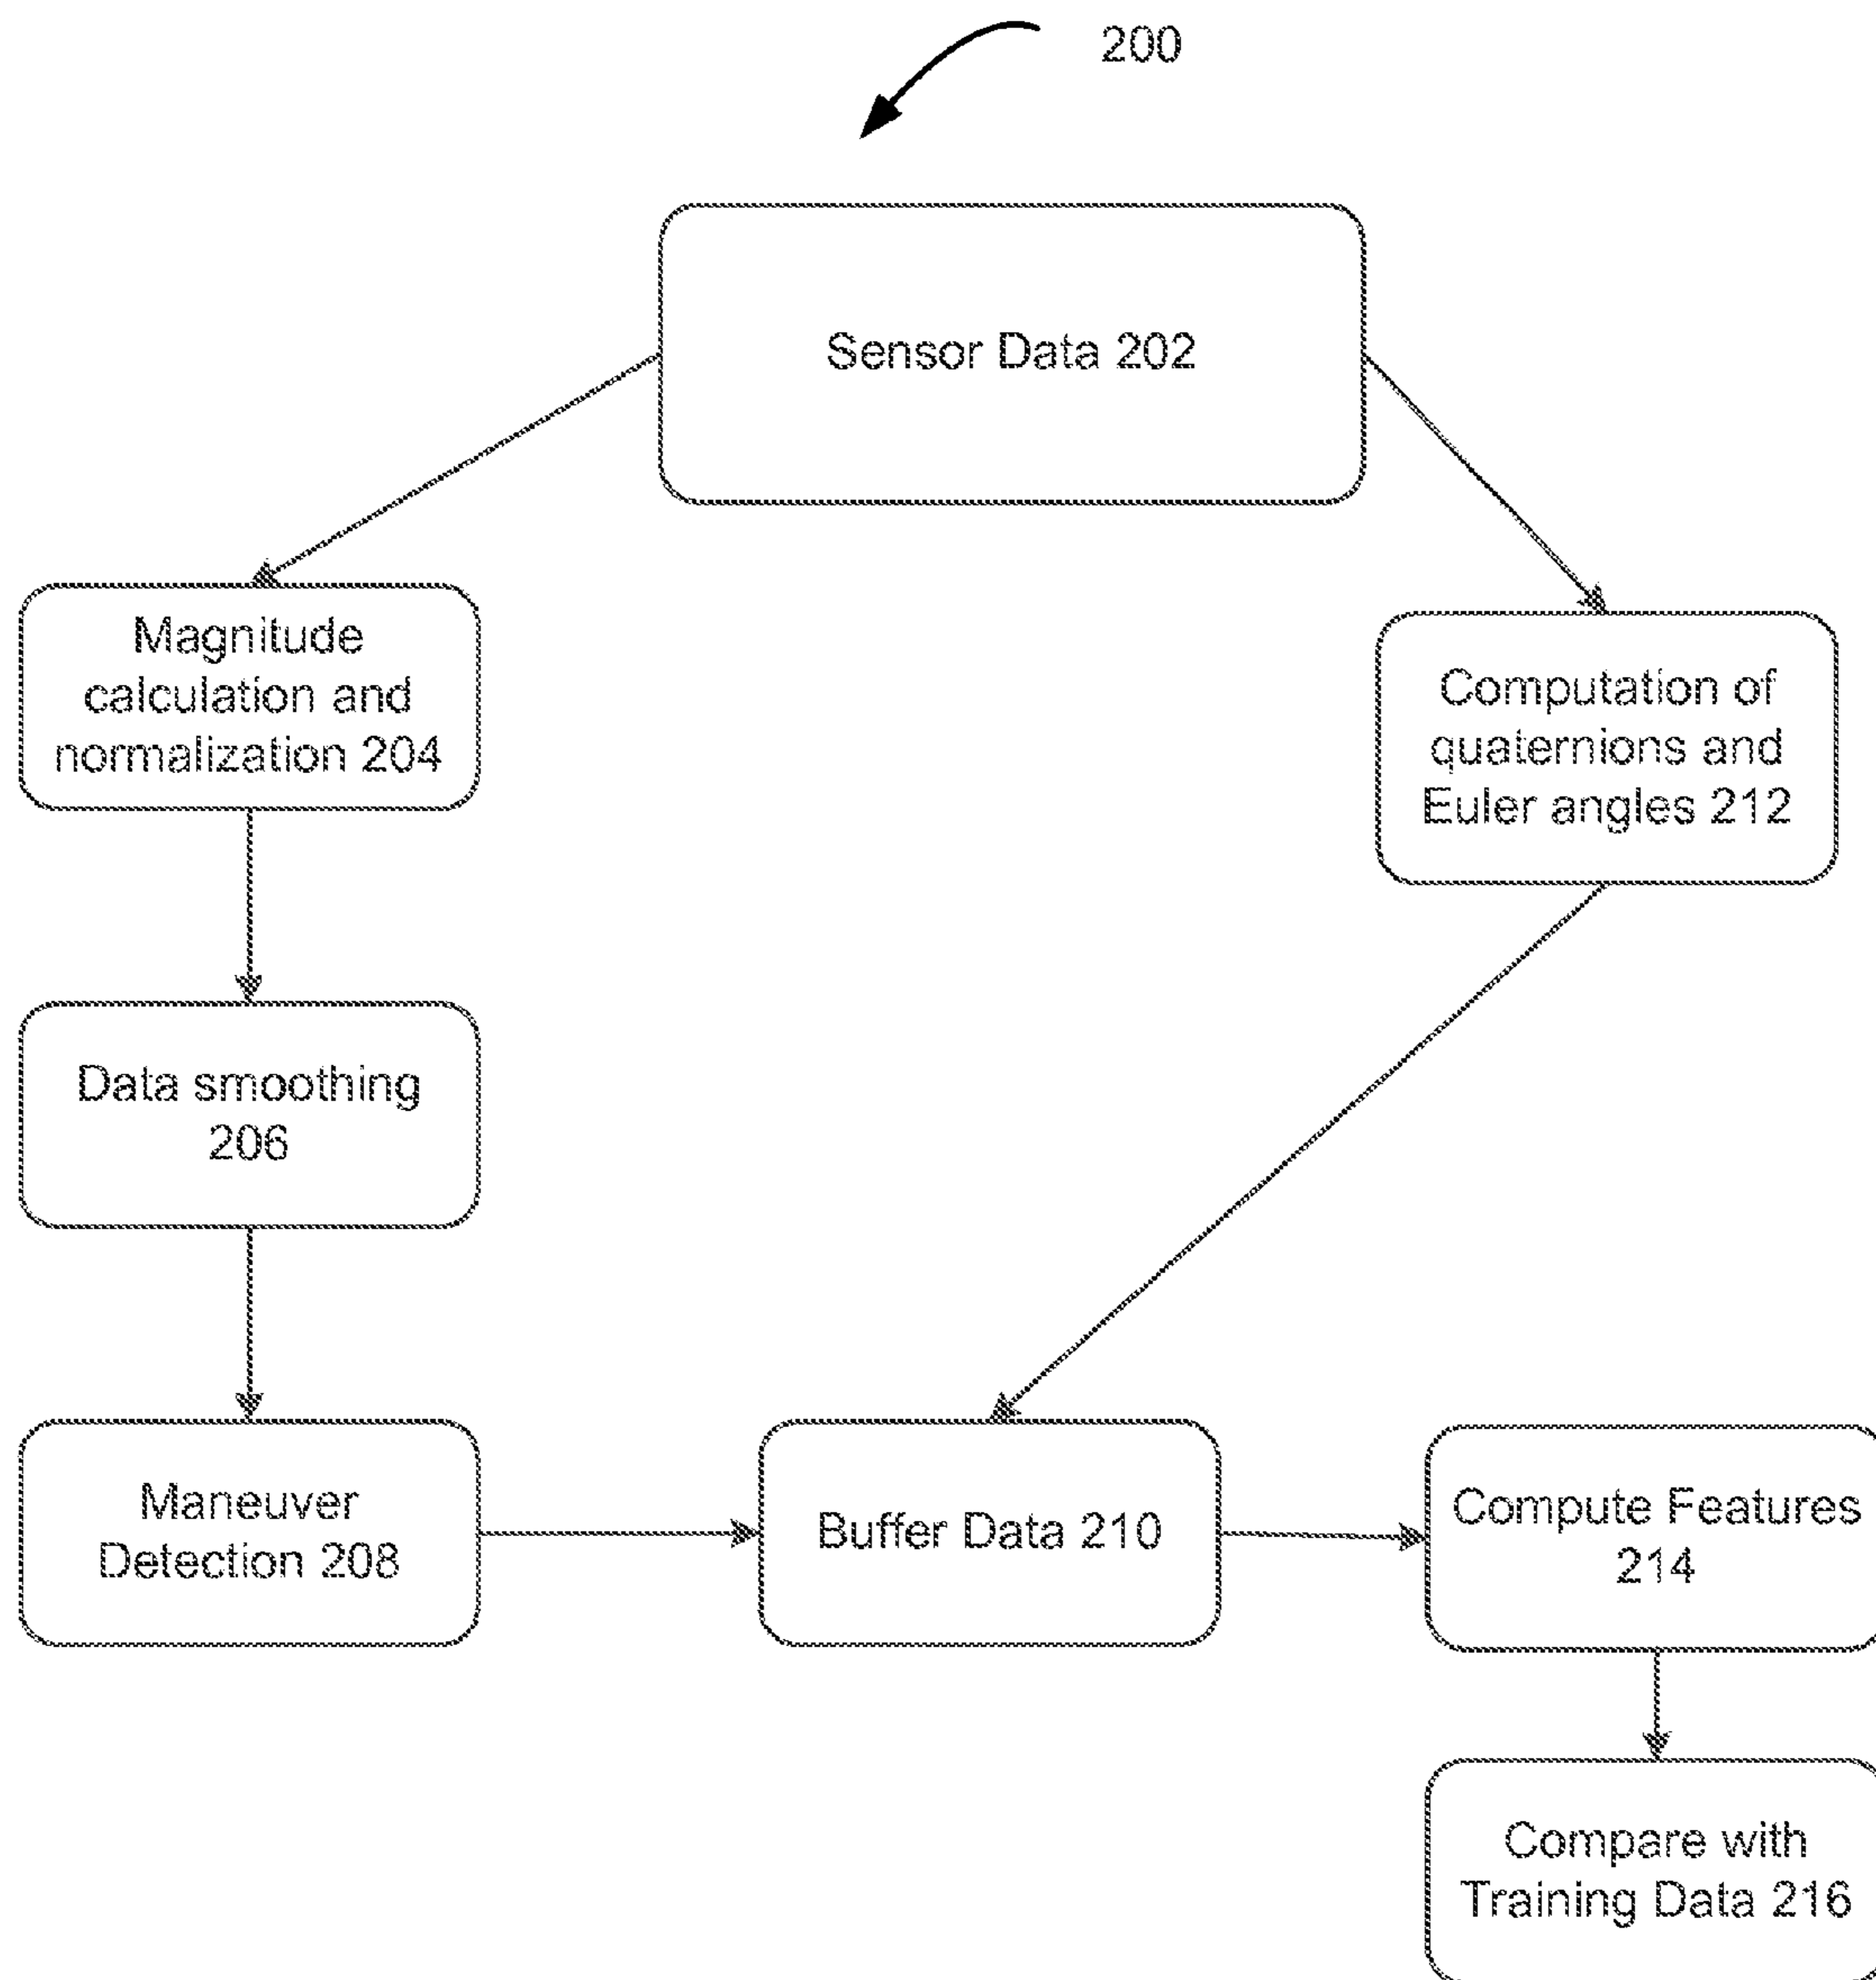 200
Sensor Data 202
Magnitude
calculation and
normalization 204
Computation of
quaternions and
Euler angles 212
Data smoothing
206
Maneuver
Detection 208
Buffer Data 210
Compute Features
214
Compare with
Training Data 216